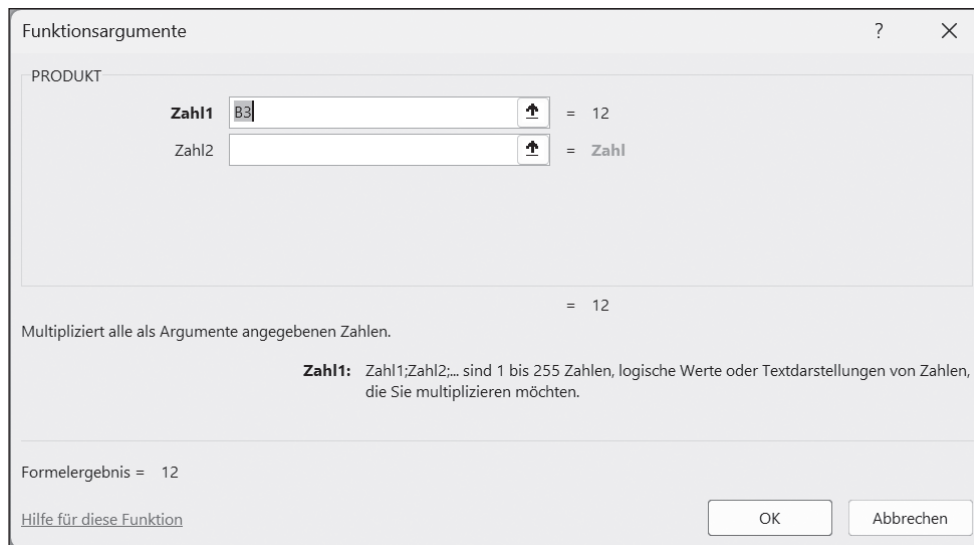 Funktionsargumente ?
PRODUKT
Zahl1 B3 = 12
Zahl2 = Zahl
= 12
Multipliziert alle als Argumente angegebenen Zahlen.
Zahl1: Zahl1;Zahl2;... sind 1 bis 255 Zahlen, logische Werte oder Textdarstellungen von Zahlen,
die Sie multiplizieren möchten.
Formelergebnis = 12
Hilfe für diese Funktion OK Abbrechen